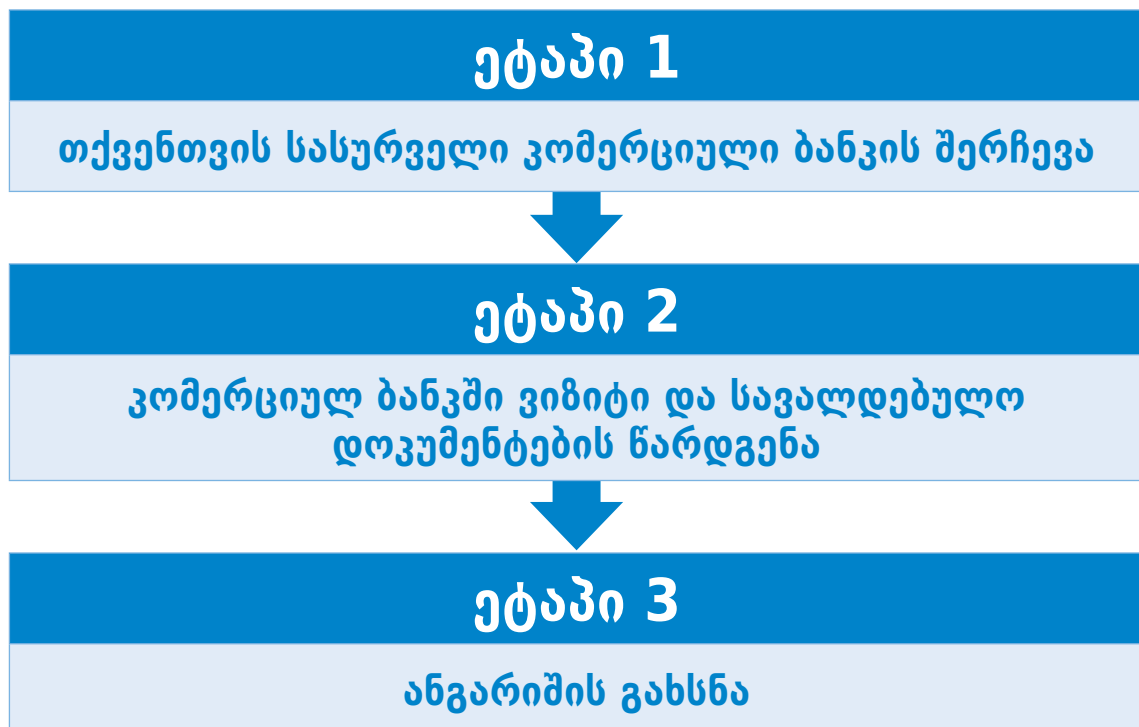 ეტაპი 1
თქვენთვის სასურველი კომერციული ბანკის შერჩევა
ეტაპი 2
კომერციულ ბანკში ვიზიტი და სავალდებულო
დოკუმენტების წარდგენა
ეტაპი 3
ანგარიშის გახსნა